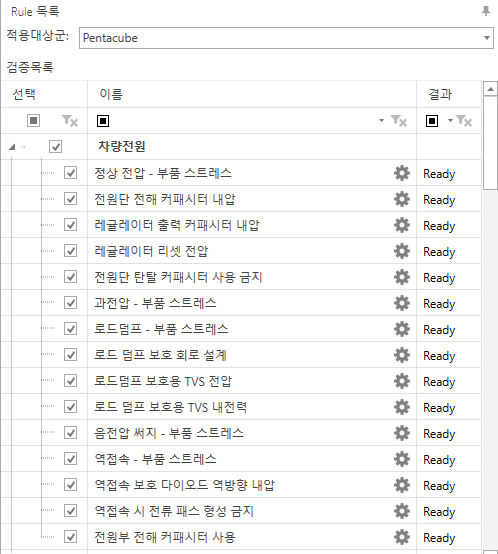 Rule 목록
적용대상군: Pentacube
검증목록
선택 이름 결과
차량전원
정상 전압 - 부품 스트레스 Ready
전원단 전해 커패시터 내압 Ready
레귤레이터 출력 커패시터 내압 Ready
레귤레이터 리셋 전압 Ready
전원단 탄탈 커패시터 사용 금지 Ready
과전압 - 부품 스트레스 Ready
로드덤프 - 부품 스트레스 Ready
로드 덤프 보호 회로 설계 Ready
로드덤프 보호용 TVS 전압 Ready
로드 덤프 보호용 TVS 내전력 Ready
음전압 써지 - 부품 스트레스 Ready
역접속 - 부품 스트레스 Ready
역접속 보호 다이오드 역방향 내압 Ready
역접속 시 전류 패스 형성 금지 Ready
전원부 전해 커패시터 사용 Ready